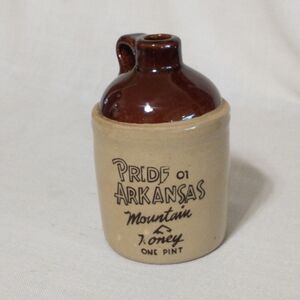 PRIDE of
ARKANSAS
Mountain
Honey
ONE PINT